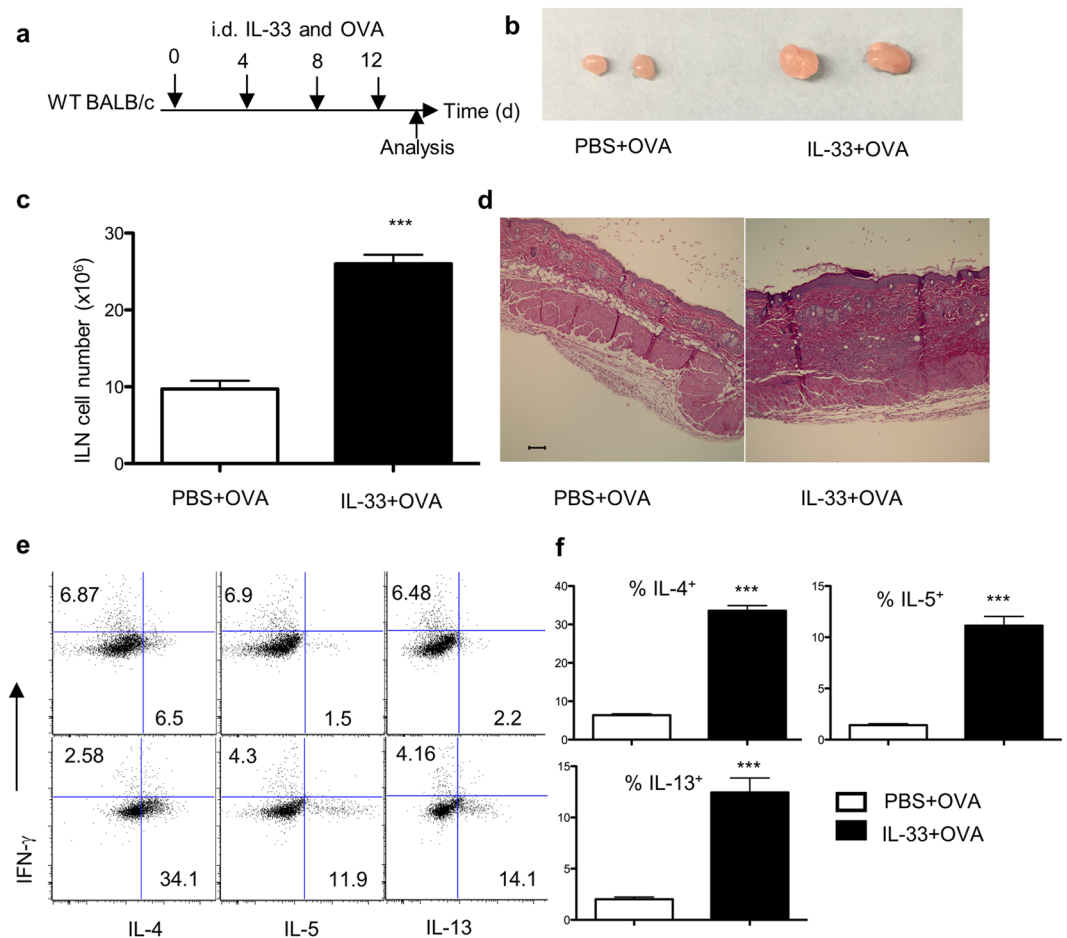 a
i.d. IL-33 and OVA
0 4 8 12
WT BALB/c
Time (d)
Analysis
b
PBS+OVA IL-33+OVA
c
ILN cell number (x10⁶)
30
20
10
0
***
PBS+OVA IL-33+OVA
d
PBS+OVA IL-33+OVA
e
6.87 6.9 6.48
6.5 1.5 2.2
2.58 4.3 4.16
34.1 11.9 14.1
IFN-γ
IL-4 IL-5 IL-13
f
% IL-4⁺
***
40
30
20
10
0
% IL-5⁺
***
15
10
5
0
% IL-13⁺
***
15
10
5
0
PBS+OVA
IL-33+OVA